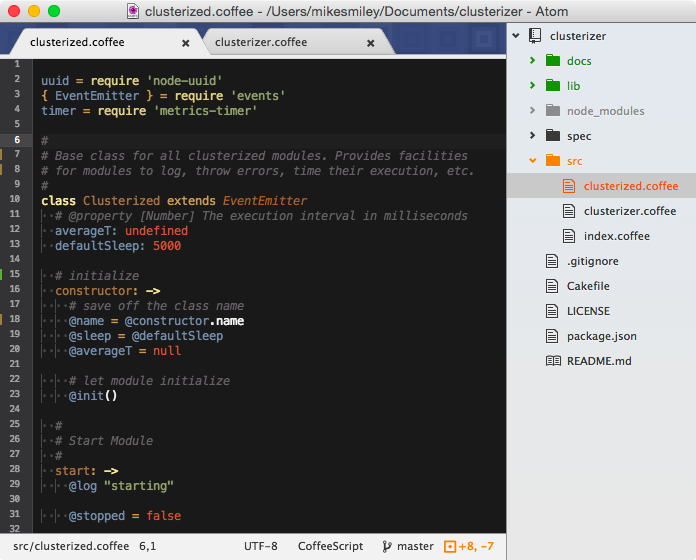 clusterized.coffee - /Users/mikesmiley/Documents/clusterizer - Atom
clusterized.coffee
clusterizer.coffee
1
2 uuid = require 'node-uuid'
3 { EventEmitter } = require 'events'
4 timer = require 'metrics-timer'
5
6 #
7 # Base class for all clusterized modules. Provides facilities
8 # for modules to log, throw errors, time their execution, etc.
9 #
10 class Clusterized extends EventEmitter
11 # @property [Number] The execution interval in milliseconds
12 averageT: undefined
13 defaultSleep: 5000
14
15 # initialize
16 constructor: ->
17 # save off the class name
18 @name = @constructor.name
19 @sleep = @defaultSleep
20 @averageT = null
21
22 # let module initialize
23 @init()
24
25 #
26 # Start Module
27 #
28 start: ->
29 @log "starting"
30
31 @stopped = false
32
src/clusterized.coffee 6,1 UTF-8 CoffeeScript master +8, -7
clusterizer
docs
lib
node_modules
spec
src
clusterized.coffee
clusterizer.coffee
index.coffee
.gitignore
Cakefile
LICENSE
package.json
README.md